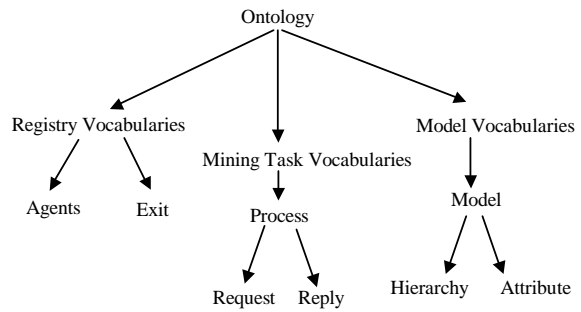 Ontology
Registry Vocabularies
Mining Task Vocabularies
Model Vocabularies
Agents
Exit
Process
Model
Request
Reply
Hierarchy
Attribute